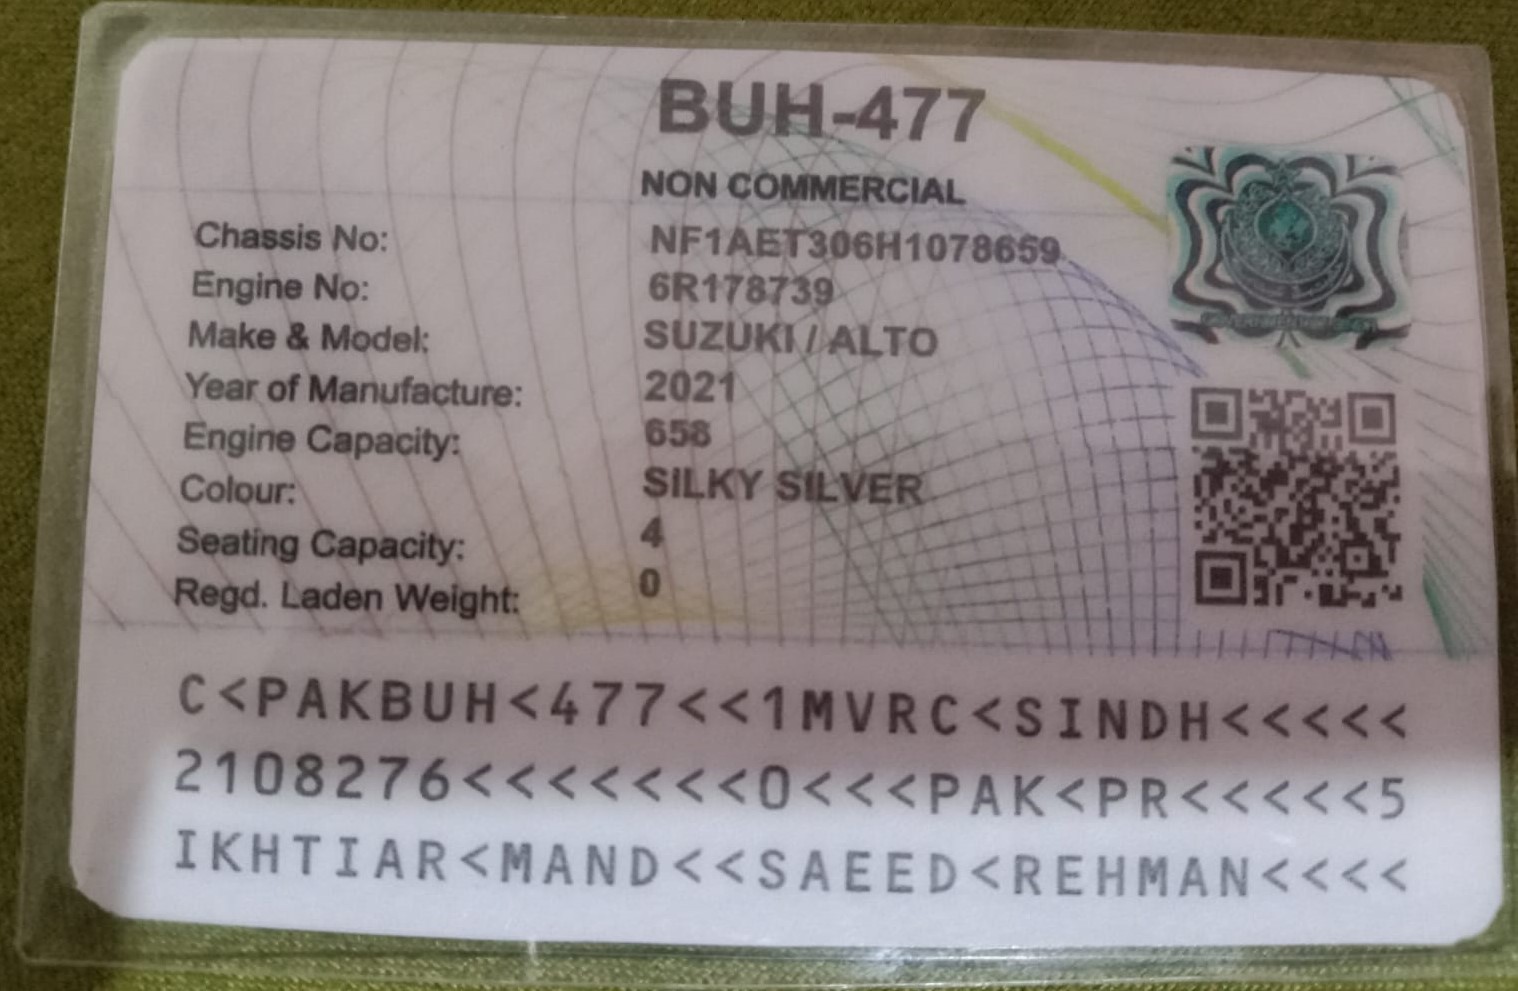 BUH-477
NON COMMERCIAL
Chassis No: NF1AET306H1078659
Engine No: 6R178739
Make & Model: SUZUKI / ALTO
Year of Manufacture: 2021
Engine Capacity: 658
Colour: SILKY SILVER
Seating Capacity: 4
Regd. Laden Weight: 0
C<PAKBUH<477<<1MVRC<SINDH<<<<<
2108276<<<<<<<0<<<PAK<PR<<<<<5
IKHTIAR<MAND<<SAEED<REHMAN<<<<